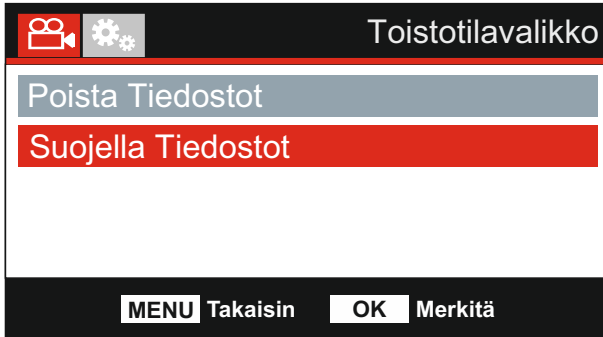 Toistotilavalikko
Poista Tiedostot
Suojella Tiedostot
MENU Takaisin OK Merkitä